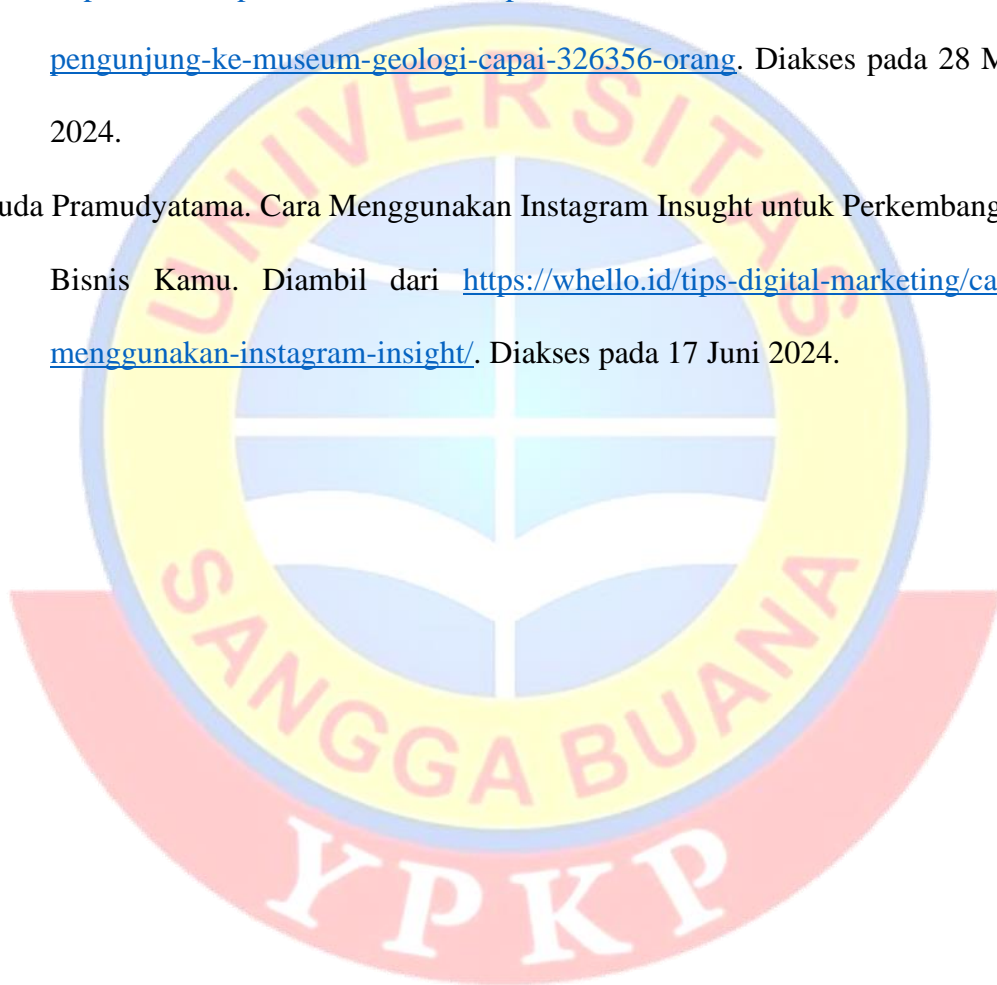 pengunjung-ke-museum-geologi-capai-326356-orang. Diakses pada 28 M
2024.
uda Pramudyatama. Cara Menggunakan Instagram Insught untuk Perkembang
Bisnis Kamu. Diambil dari https://whello.id/tips-digital-marketing/ca
menggunakan-instagram-insight/. Diakses pada 17 Juni 2024.
UNIVERSITAS
SANGGA BUANA
YPKP